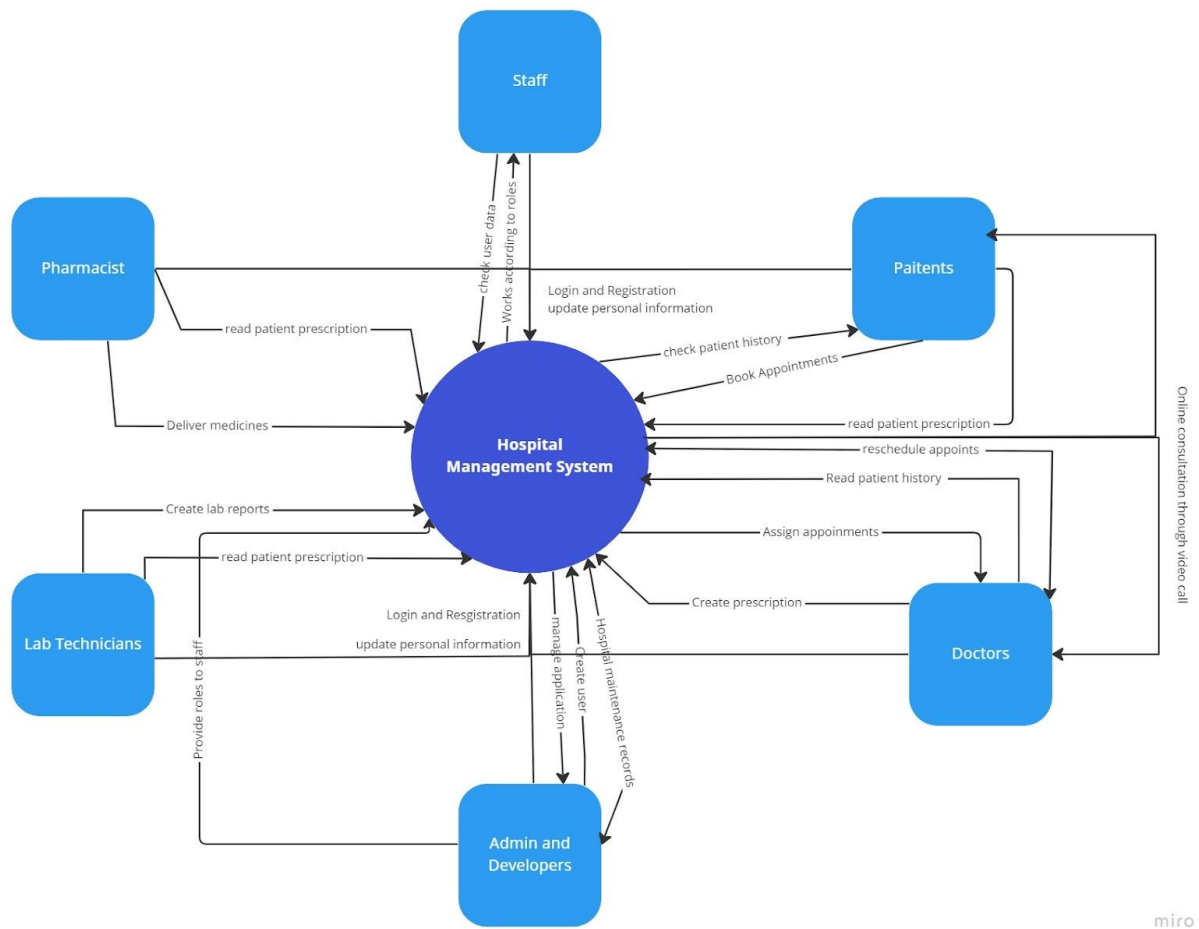 Staff
Pharmacist
Paitents
check user data
Works according to roles
Login and Registration
update personal information
read patient prescription
check patient history
Book Appointments
Deliver medicines
read patient prescription
Online consultation through video call
Hospital
Management System
reschedule appoints
Read patient history
Create lab reports
Assign appoinments
read patient prescription
Create prescription
Login and Resgistration
update personal information
Lab Technicians
Doctors
Provide roles to staff
manage application
Create user
Hospital maintenance records
Admin and
Developers
miro